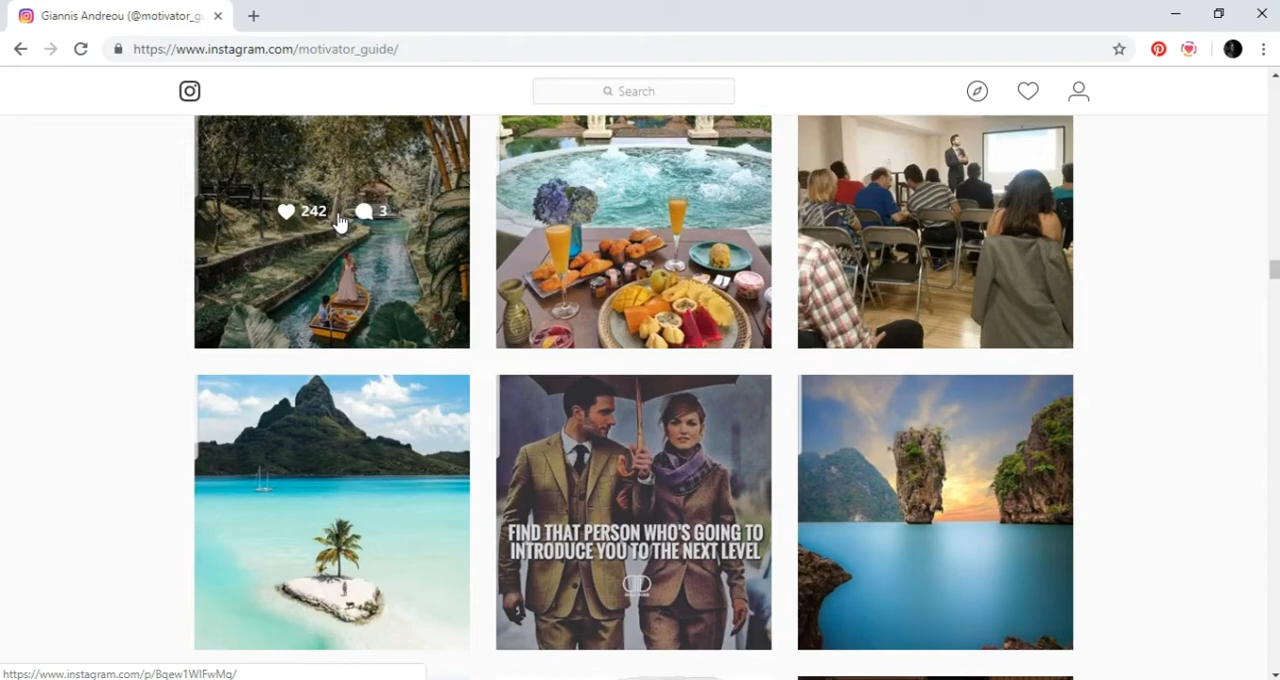 Giannis Andreou (@motivator_g
https://www.instagram.com/motivator_guide/
Search
242 3
FIND THAT PERSON WHO'S GOING TO
INTRODUCE YOU TO THE NEXT LEVEL
https://www.instagram.com/p/Bqew1WlFwMq/